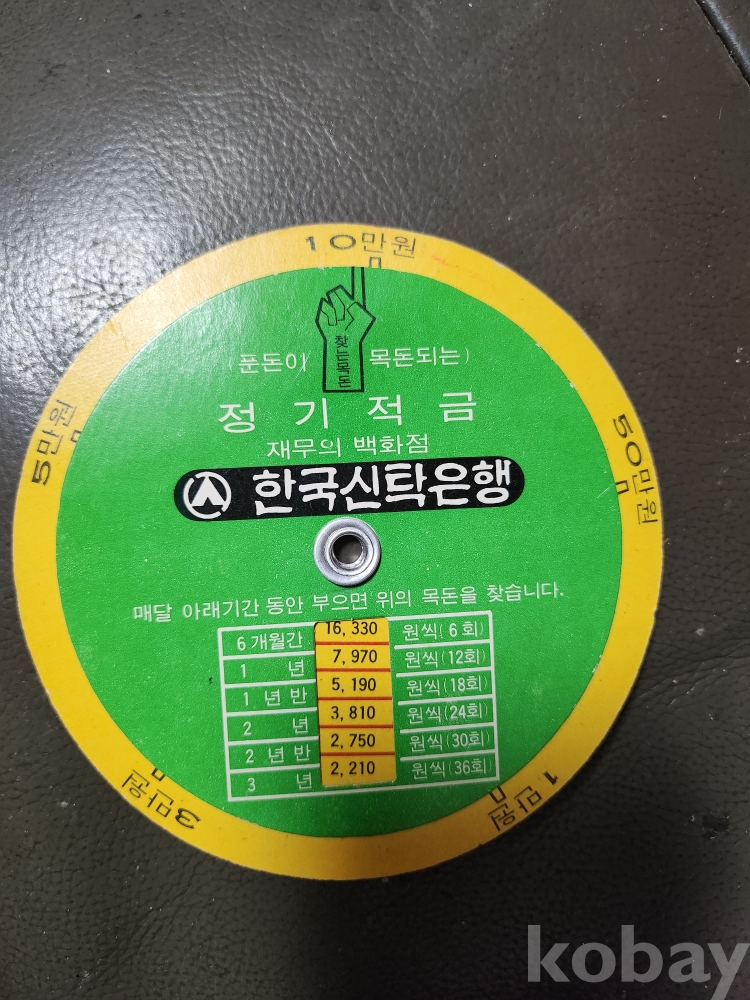 10만원
50만원
1만원
3만원
5만원
찾는목돈
(푼돈이 목돈되는)
정기적금
재무의 백화점
한국신탁은행
매달 아래기간 동안 부으면 위의 목돈을 찾습니다.
6개월간 16,330 원씩(6회)
1 년 7,970 원씩(12회)
1 년 반 5,190 원씩(18회)
2 년 3,810 원씩(24회)
2 년 반 2,750 원씩(30회)
3 년 2,210 원씩(36회)
kobay